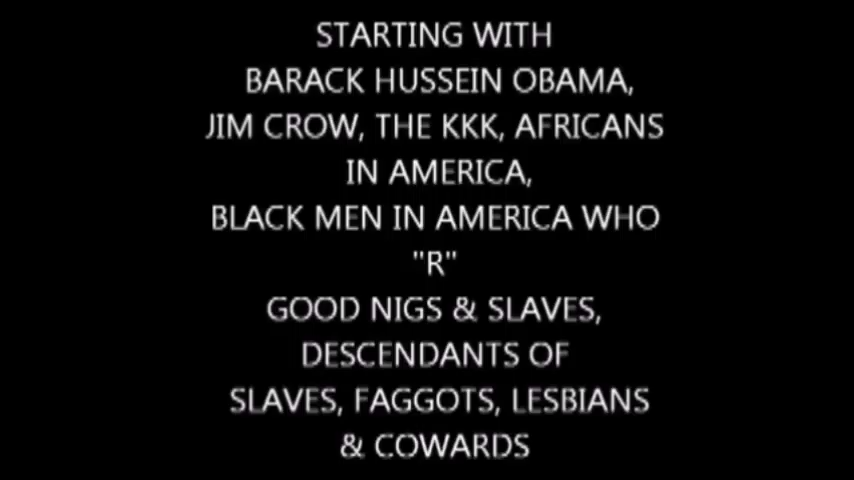 STARTING WITH
BARACK HUSSEIN OBAMA,
JIM CROW, THE KKK, AFRICANS
IN AMERICA,
BLACK MEN IN AMERICA WHO
"R"
GOOD NIGS & SLAVES,
DESCENDANTS OF
SLAVES, FAGGOTS, LESBIANS
& COWARDS